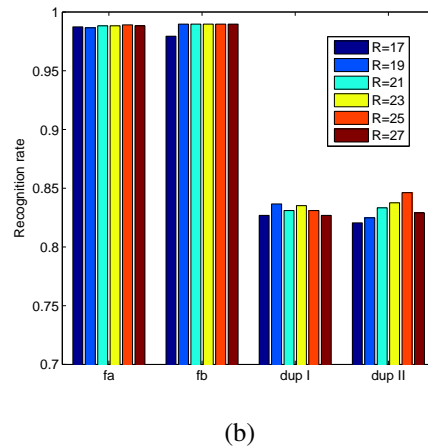 1
0.95
0.9
0.85
0.8
0.75
0.7
Recognition rate
fa fb dup I dup II
R=17
R=19
R=21
R=23
R=25
R=27
(b)